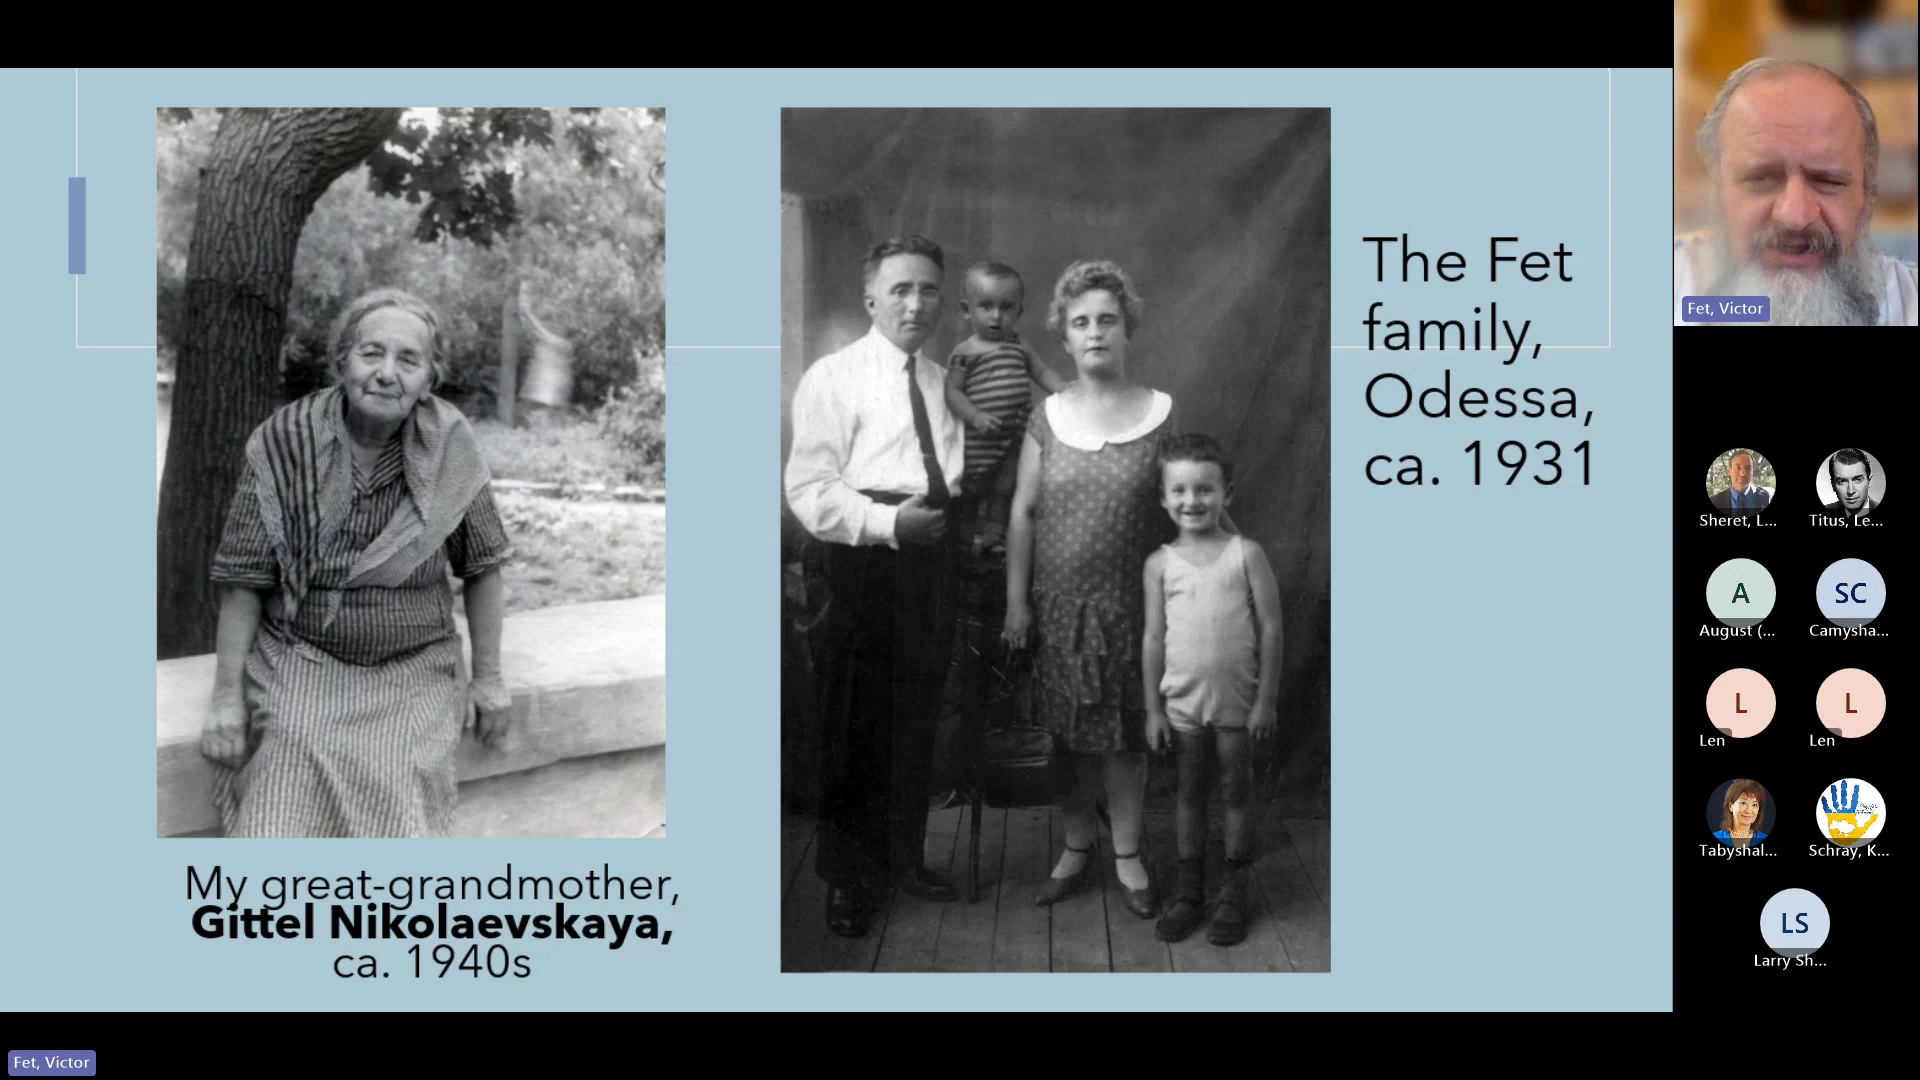 The Fet
family,
Odessa,
ca. 1931
My great-grandmother,
Gittel Nikolaevskaya,
ca. 1940s
Fet, Victor
Sheret, L...
Titus, Le...
A
SC
August (...
Camysha...
L
L
Len
Len
Tabyshal...
Schray, K...
LS
Larry Sh...
Fet, Victor